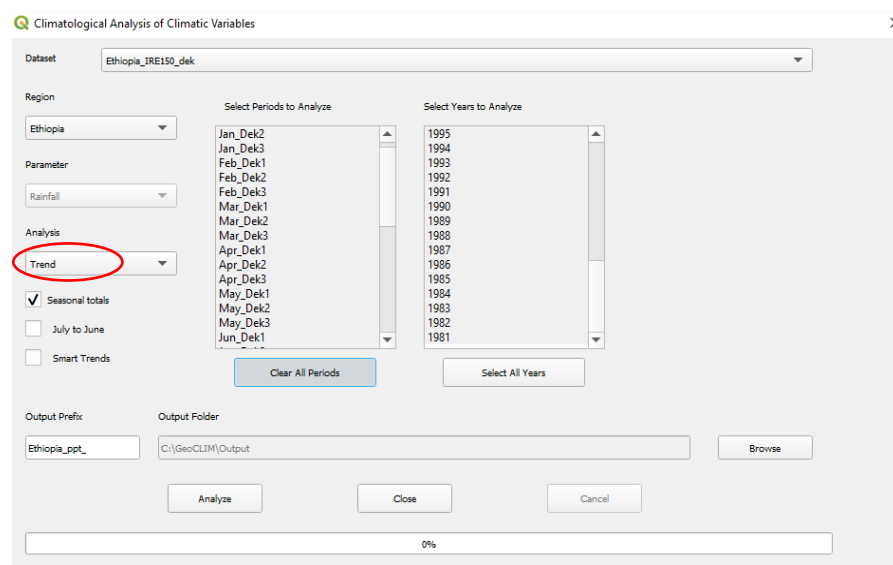 Climatological Analysis of Climatic Variables
Dataset
Ethiopia_IRE150_dek
Region
Ethiopia
Parameter
Rainfall
Analysis
Trend
Seasonal totals
July to June
Smart Trends
Select Periods to Analyze
Jan_Dek2
Jan_Dek3
Feb_Dek1
Feb_Dek2
Feb_Dek3
Mar_Dek1
Mar_Dek2
Mar_Dek3
Apr_Dek1
Apr_Dek2
Apr_Dek3
May_Dek1
May_Dek2
May_Dek3
Jun_Dek1
Clear All Periods
Select Years to Analyze
1995
1994
1993
1992
1991
1990
1989
1988
1987
1986
1985
1984
1983
1982
1981
Select All Years
Output Prefix
Ethiopia_ppt_
Output Folder
C:\GeoCLIM\Output
Browse
Analyze
Close
Cancel
0%